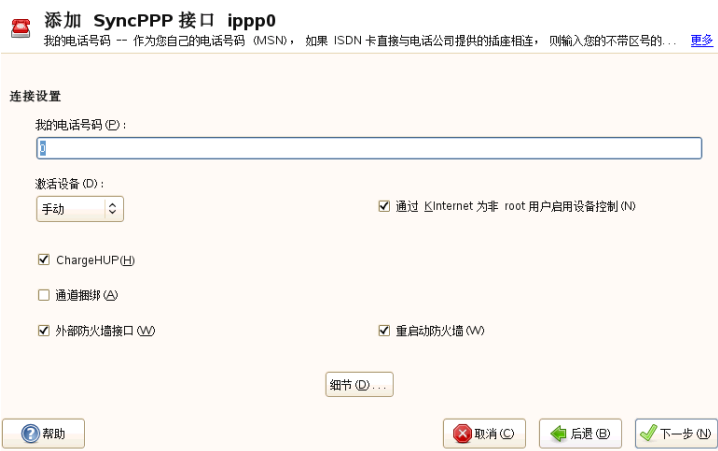 添加 SyncPPP 接口 ippp0
我的电话号码 -- 作为您自己的电话号码 (MSN)， 如果 ISDN 卡直接与电话公司提供的插座相连， 则输入您的不带区号的... 更多
连接设置
我的电话号码(P)：
0
激活设备(D)：
手动
通过 KInternet 为非 root 用户启用设备控制(N)
ChargeHUP(H)
通道捆绑(A)
外部防火墙接口(W)
重启动防火墙(W)
细节(D)...
帮助
取消(C)
后退(B)
下一步(N)